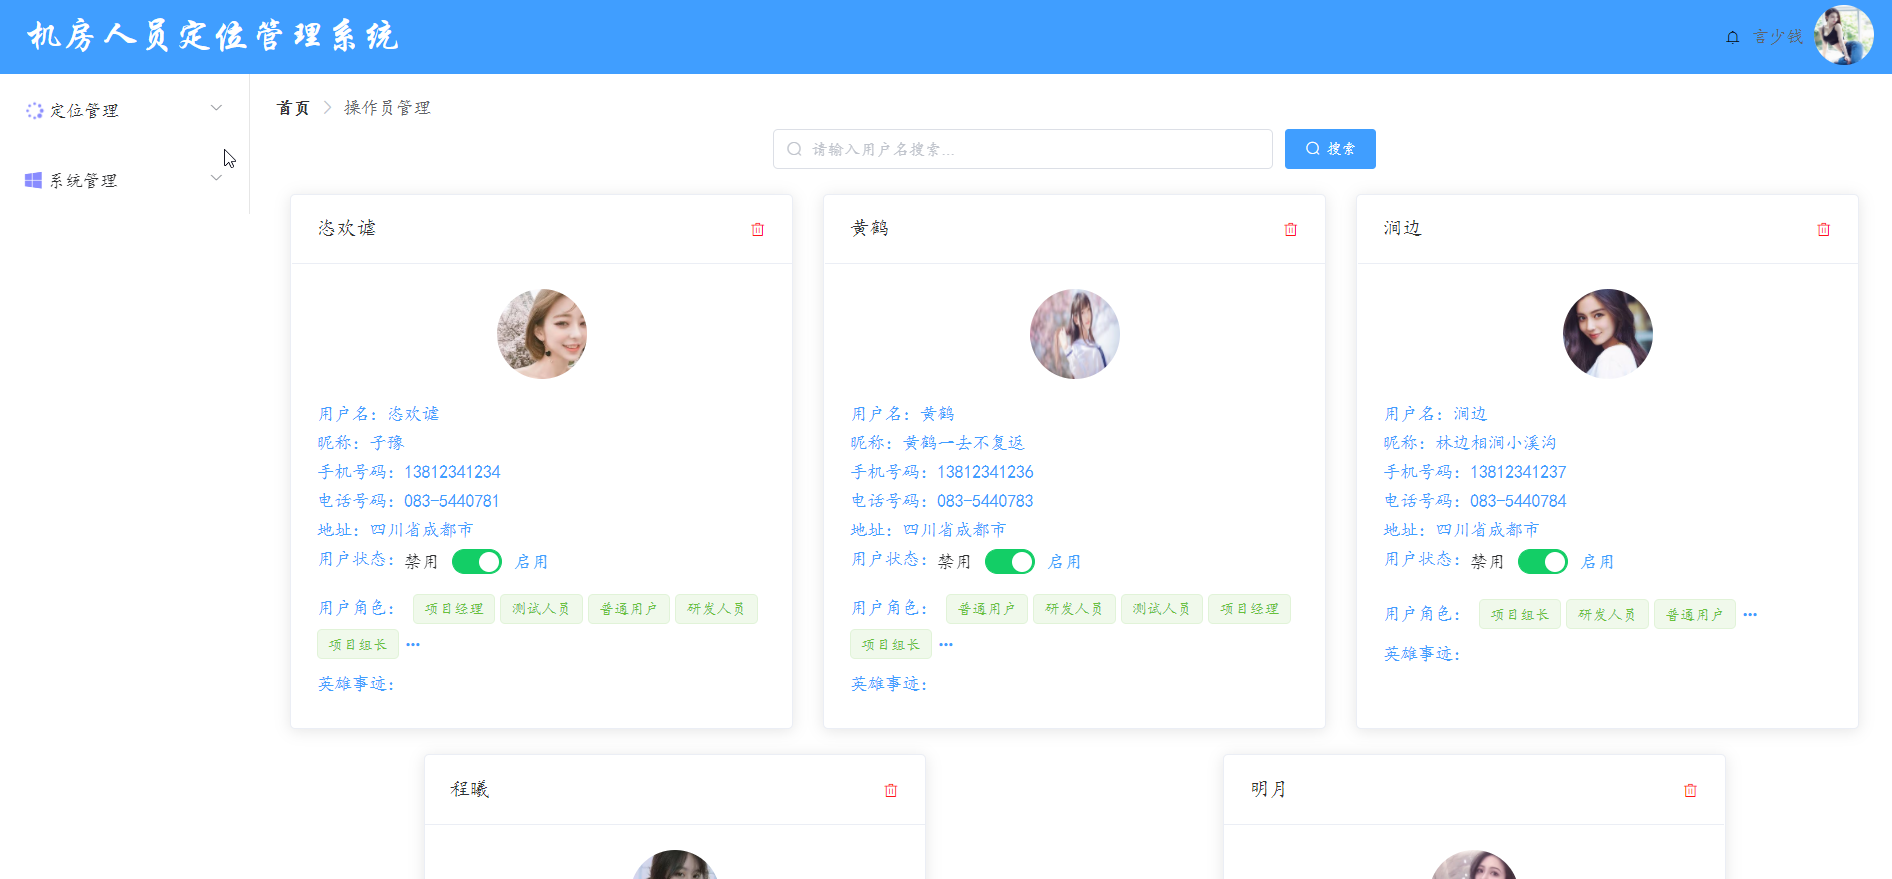 机房人员定位管理系统
言少钱
定位管理
系统管理
首页 > 操作员管理
请输入用户名搜索...
搜索
恣欢谑
用户名：恣欢谑
昵称：子豫
手机号码：13812341234
电话号码：083-5440781
地址：四川省成都市
用户状态：禁用 启用
用户角色： 项目经理 测试人员 普通用户 研发人员
项目组长 ···
英雄事迹：
黄鹤
用户名：黄鹤
昵称：黄鹤一去不复返
手机号码：13812341236
电话号码：083-5440783
地址：四川省成都市
用户状态：禁用 启用
用户角色： 普通用户 研发人员 测试人员 项目经理
项目组长 ···
英雄事迹：
涧边
用户名：涧边
昵称：林边相涧小溪沟
手机号码：13812341237
电话号码：083-5440784
地址：四川省成都市
用户状态：禁用 启用
用户角色： 项目组长 研发人员 普通用户 ···
英雄事迹：
程曦
明月